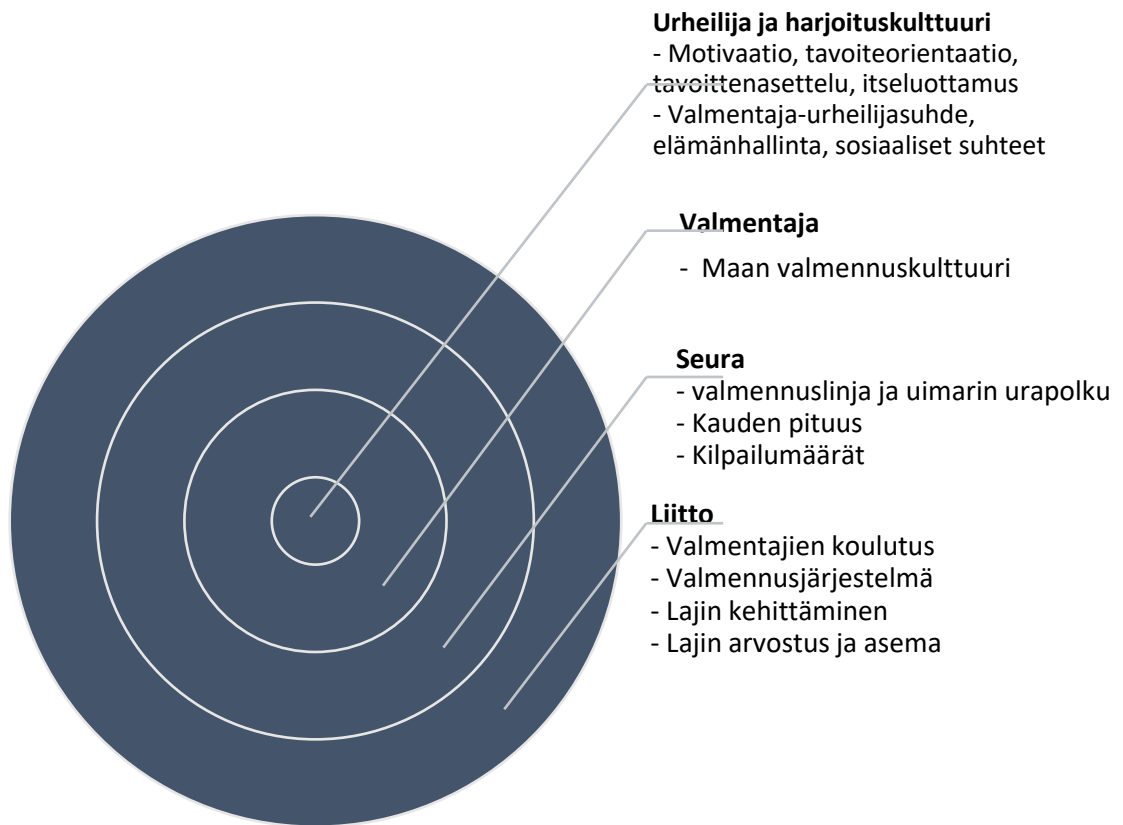 Urheilija ja harjoituskulttuuri
- Motivaatio, tavoiteorientaatio,
tavoittenasettelu, itseluottamus
- Valmentaja-urheilijasuhde,
elämänhallinta, sosiaaliset suhteet
Valmentaja
- Maan valmennuskulttuuri
Seura
- valmennuslinja ja uimarin urapolku
- Kauden pituus
- Kilpailumäärät
Liitto
- Valmentajien koulutus
- Valmennusjärjestelmä
- Lajin kehittäminen
- Lajin arvostus ja asema